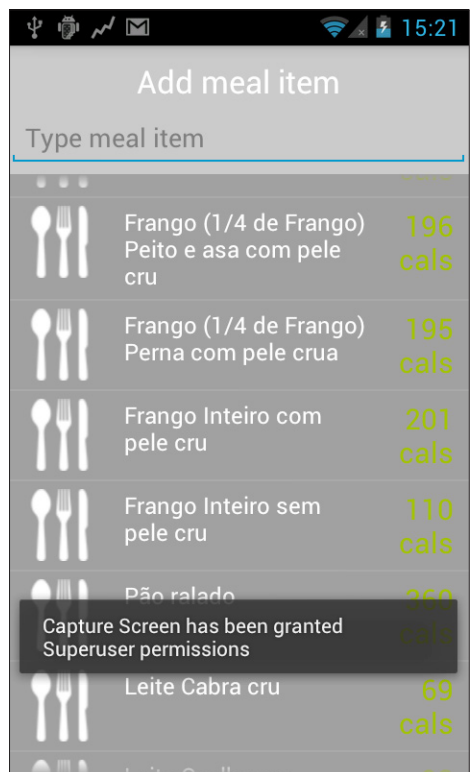 15:21
Add meal item
Type meal item
Frango (1/4 de Frango)
Peito e asa com pele
cru
196
cals
Frango (1/4 de Frango)
Perna com pele crua
195
cals
Frango Inteiro com
pele cru
201
cals
Frango Inteiro sem
pele cru
110
cals
Pão ralado
360
cals
Capture Screen has been granted
Superuser permissions
Leite Cabra cru
69
cals